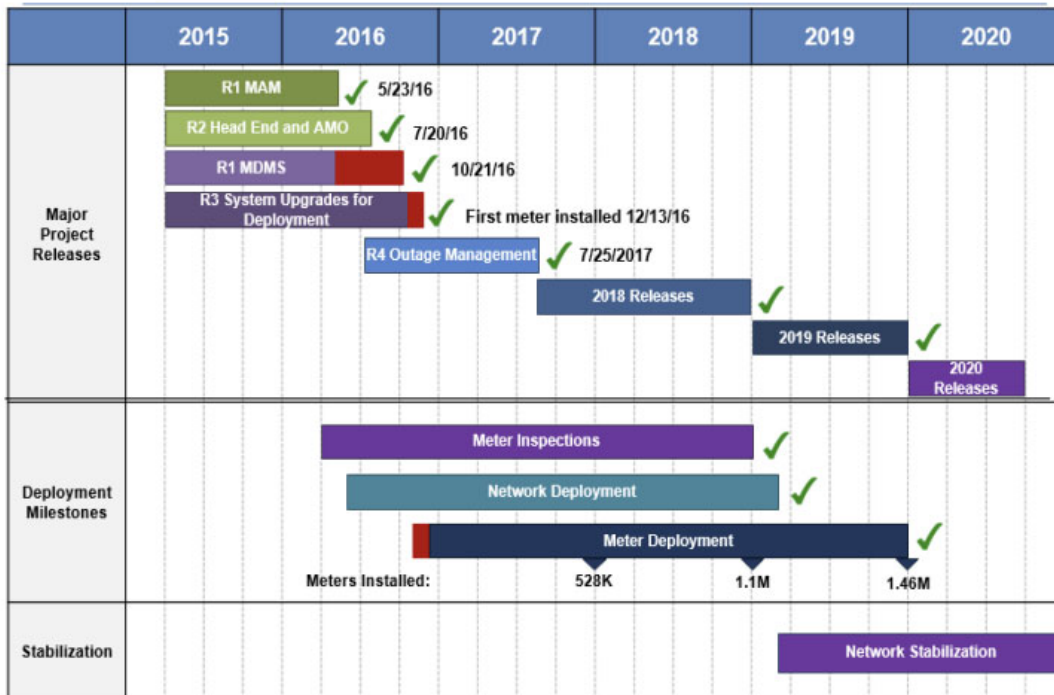 2015 2016 2017 2018 2019 2020
Major
Project
Releases
R1 MAM
5/23/16
R2 Head End and AMO
7/20/16
R1 MDMS
10/21/16
R3 System Upgrades for
Deployment
First meter installed 12/13/16
R4 Outage Management
7/25/2017
2018 Releases
2019 Releases
2020
Releases
Deployment
Milestones
Meter Inspections
Network Deployment
Meter Deployment
Meters Installed: 528K 1.1M 1.46M
Stabilization
Network Stabilization